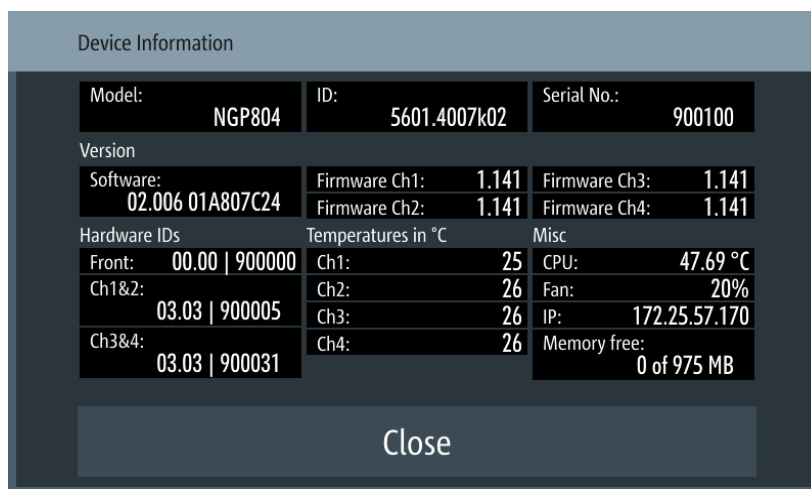 Device Information
Model:
NGP804
ID:
5601.4007k02
Serial No.:
900100
Version
Software:
02.006 01A807C24
Firmware Ch1: 1.141
Firmware Ch2: 1.141
Firmware Ch3: 1.141
Firmware Ch4: 1.141
Hardware IDs
Front: 00.00 | 900000
Ch1&2:
03.03 | 900005
Ch3&4:
03.03 | 900031
Temperatures in °C
Ch1: 25
Ch2: 26
Ch3: 26
Ch4: 26
Misc
CPU: 47.69 °C
Fan: 20%
IP: 172.25.57.170
Memory free:
0 of 975 MB
Close